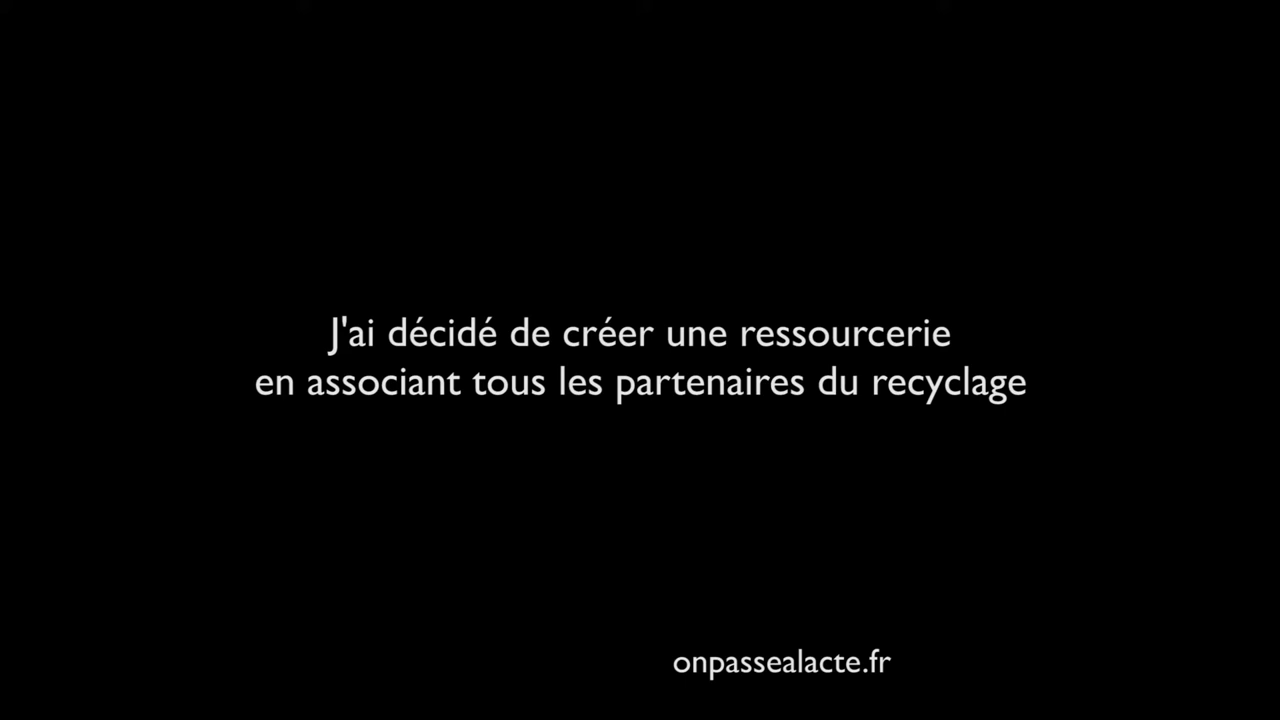 J'ai décidé de créer une ressourcerie
en associant tous les partenaires du recyclage
onpassealacte.fr